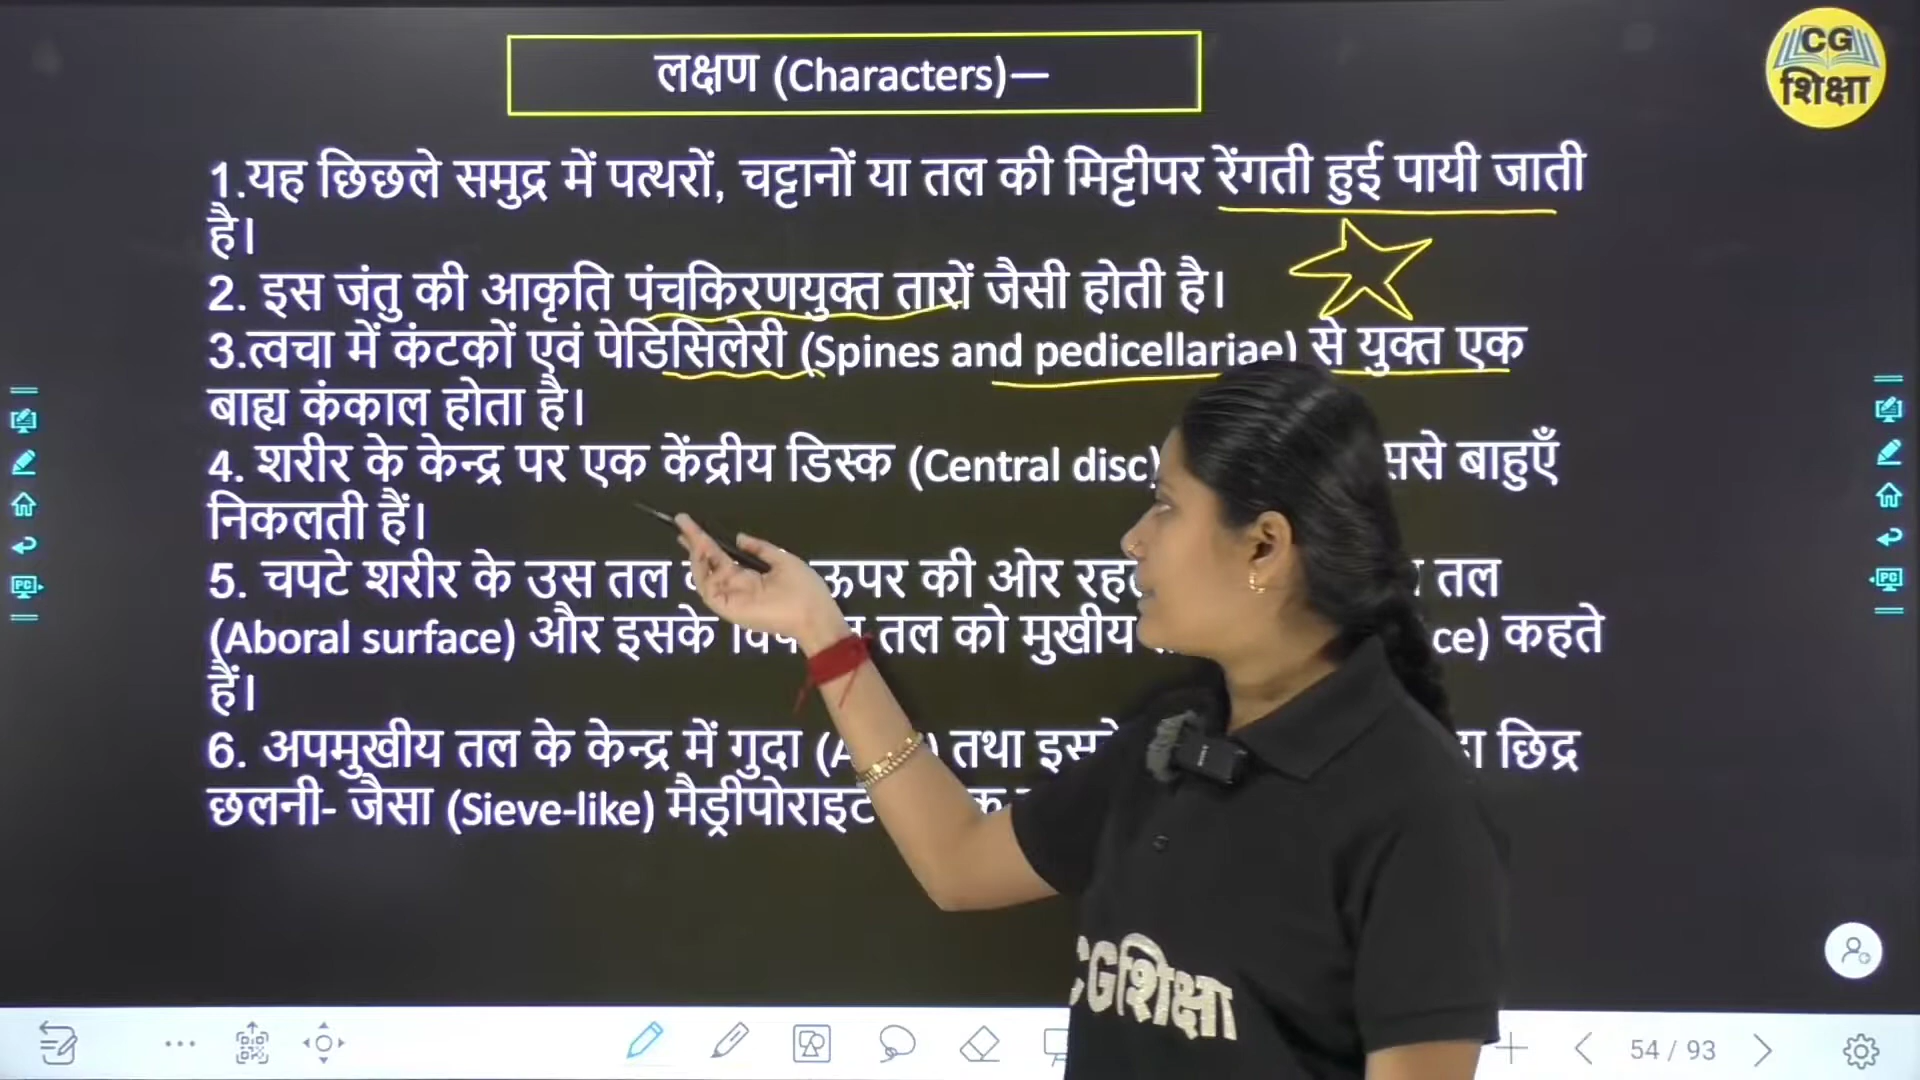 लक्षण (Characters)—
CG
शिक्षा
1.यह छिछले समुद्र में पत्थरों, चट्टानों या तल की मिट्टीपर रेंगती हुई पायी जाती
है।
2. इस जंतु की आकृति पंचकिरणयुक्त तारों जैसी होती है।
3.त्वचा में कंटकों एवं पेडिसिलेरी (Spines and pedicellariae) से युक्त एक
बाह्य कंकाल होता है।
4. शरीर के केन्द्र पर एक केंद्रीय डिस्क (Central disc) बाहुएँ
निकलती हैं।
5. चपटे शरीर के उस तल ऊपर की ओर तल
(Aboral surface) और इसके तल को मुखीय कहते
हैं।
6. अपमुखीय तल के केन्द्र में गुदा तथा छिद्र
छलनी- जैसा (Sieve-like) मैड्रीपोराइट
CGशिक्षा
PC
PC
54 / 93